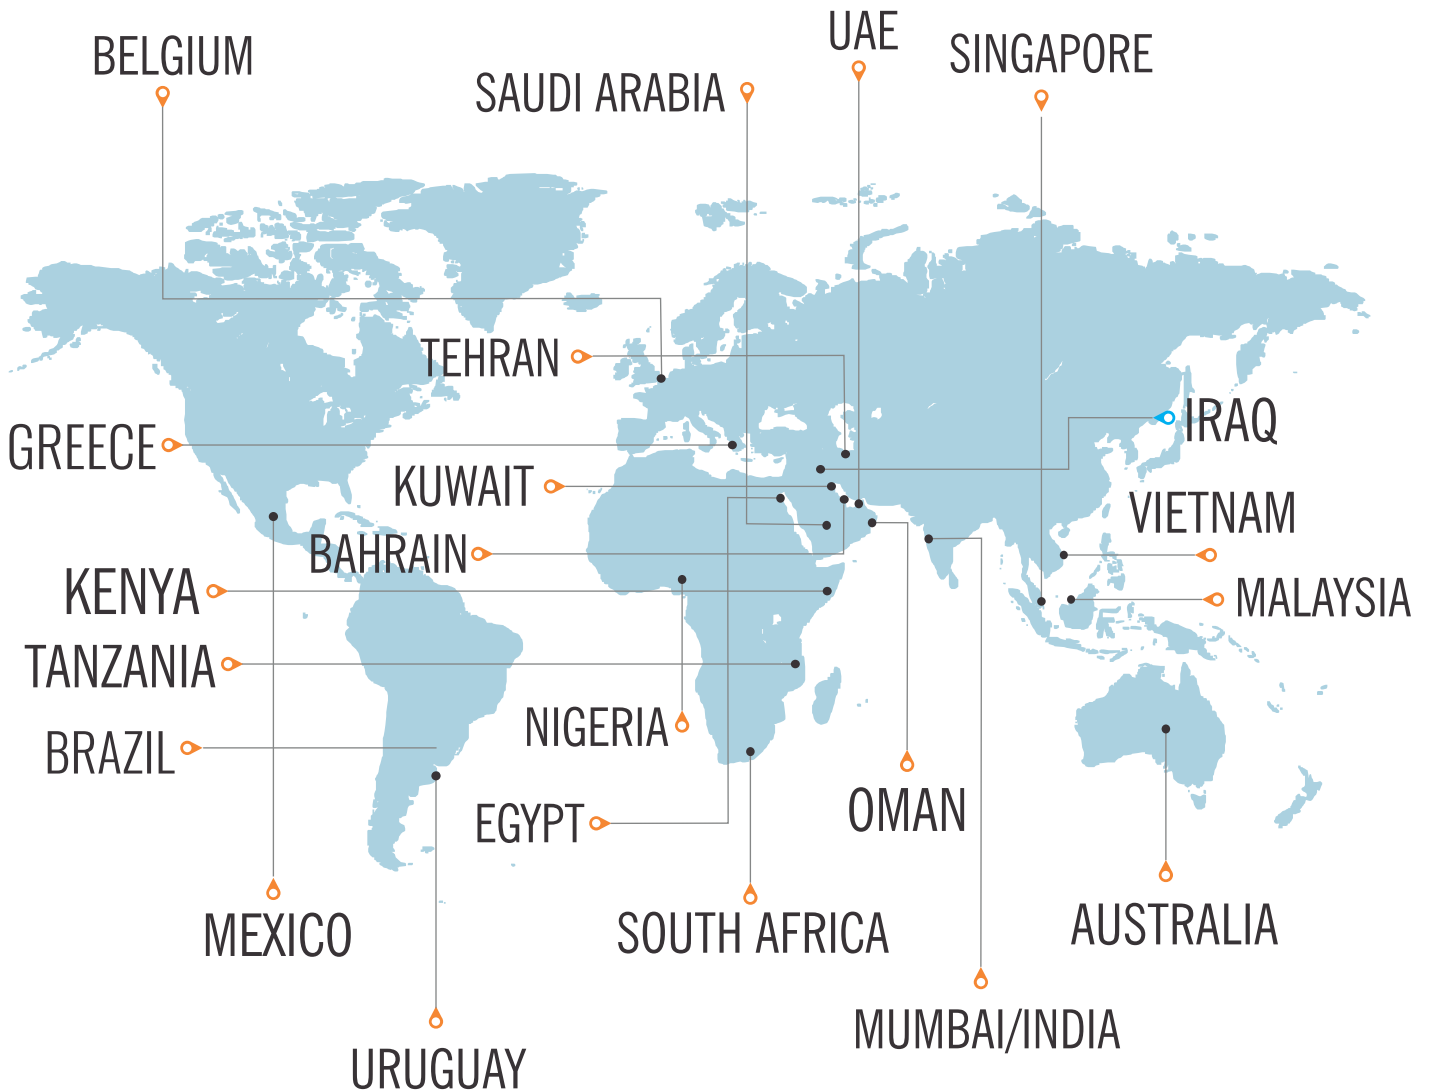 UAE
BELGIUM
SINGAPORE
SAUDI ARABIA
TEHRAN
IRAQ
GREECE
KUWAIT
VIETNAM
BAHRAIN
KENYA
MALAYSIA
TANZANIA
NIGERIA
BRAZIL
OMAN
EGYPT
MEXICO
SOUTH AFRICA
AUSTRALIA
MUMBAI/INDIA
URUGUAY